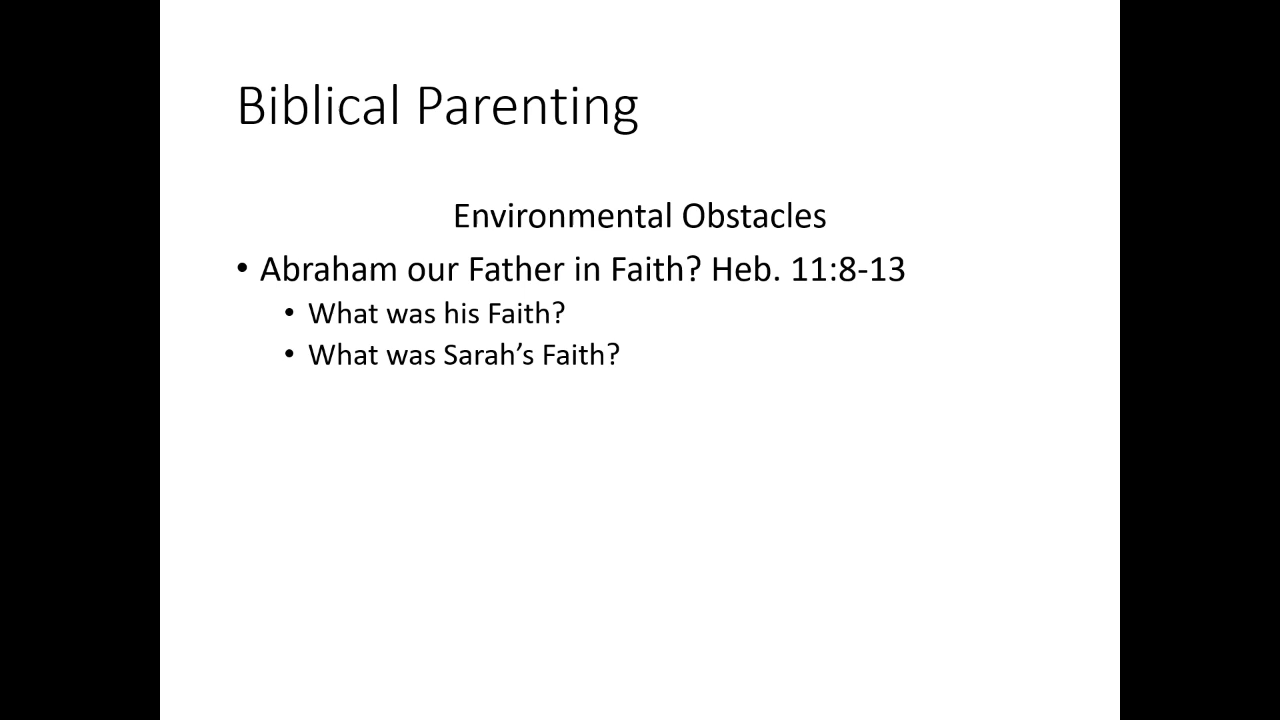 Biblical Parenting
Environmental Obstacles
• Abraham our Father in Faith? Heb. 11:8-13
• What was his Faith?
• What was Sarah’s Faith?